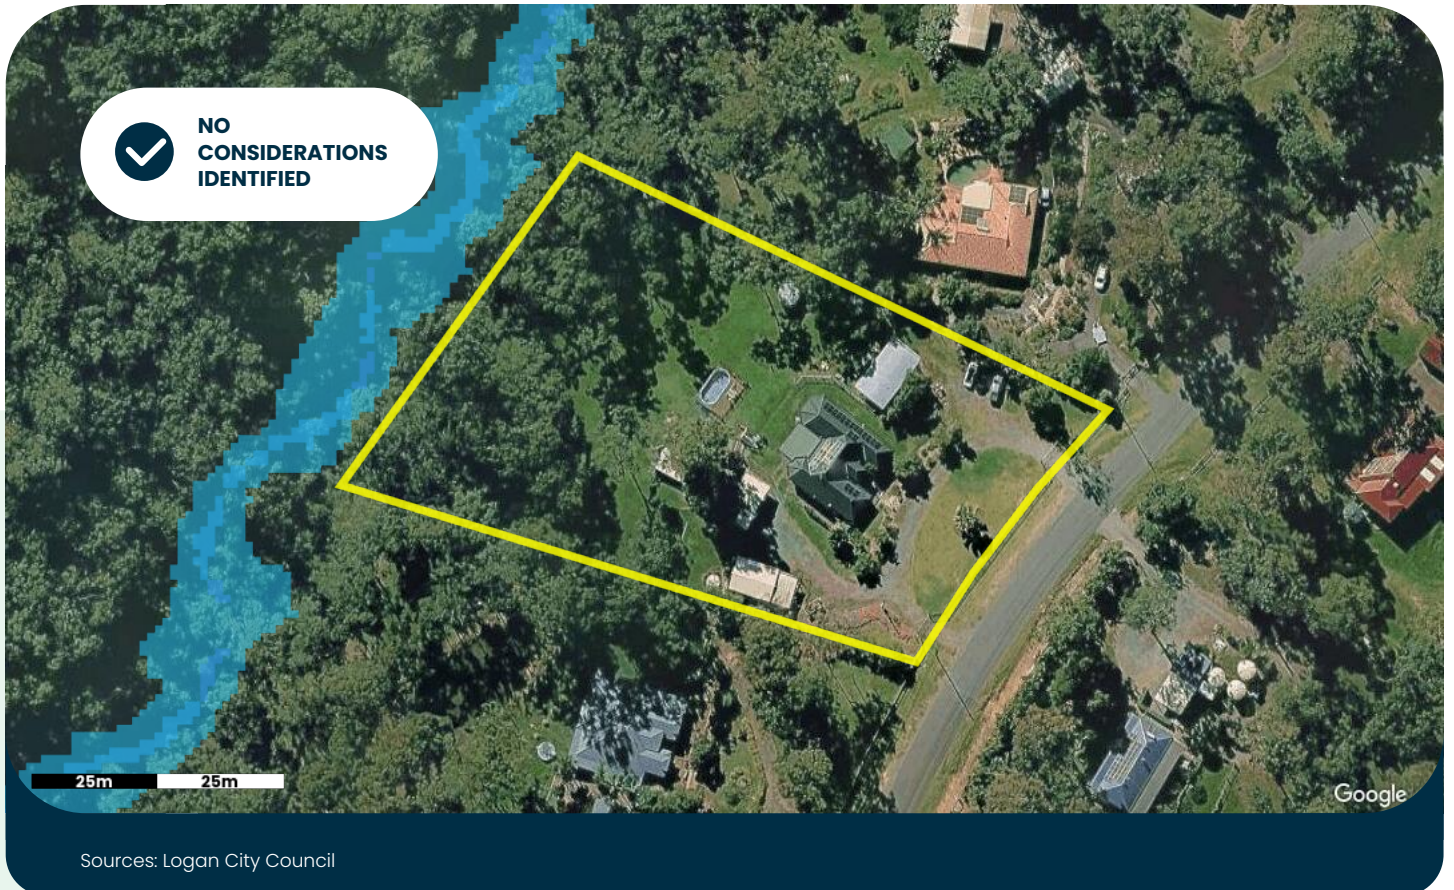 NO
CONSIDERATIONS
IDENTIFIED
25m 25m
Google
Sources: Logan City Council